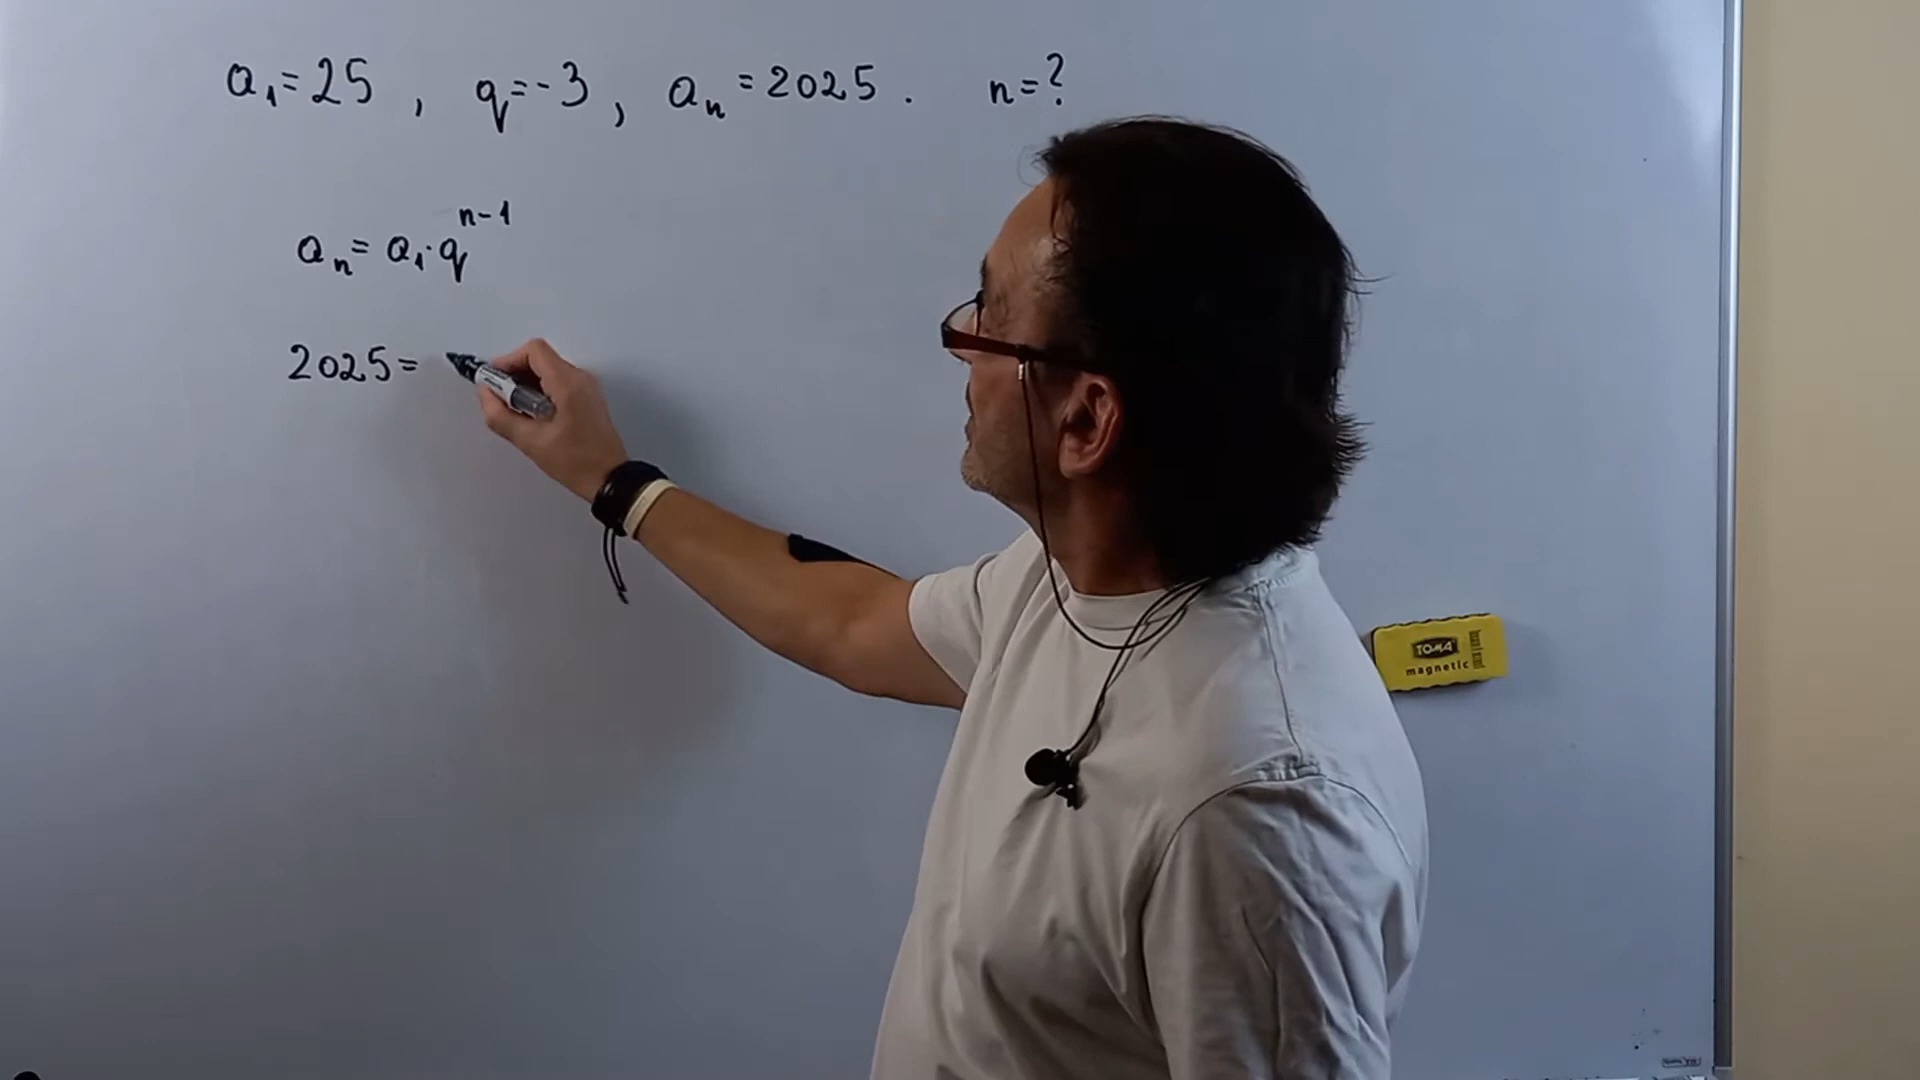 a₁=25 , q=-3 , aₙ=2025 . n=?
aₙ=a₁·qⁿ⁻¹
2025=
TOMA
magnetic